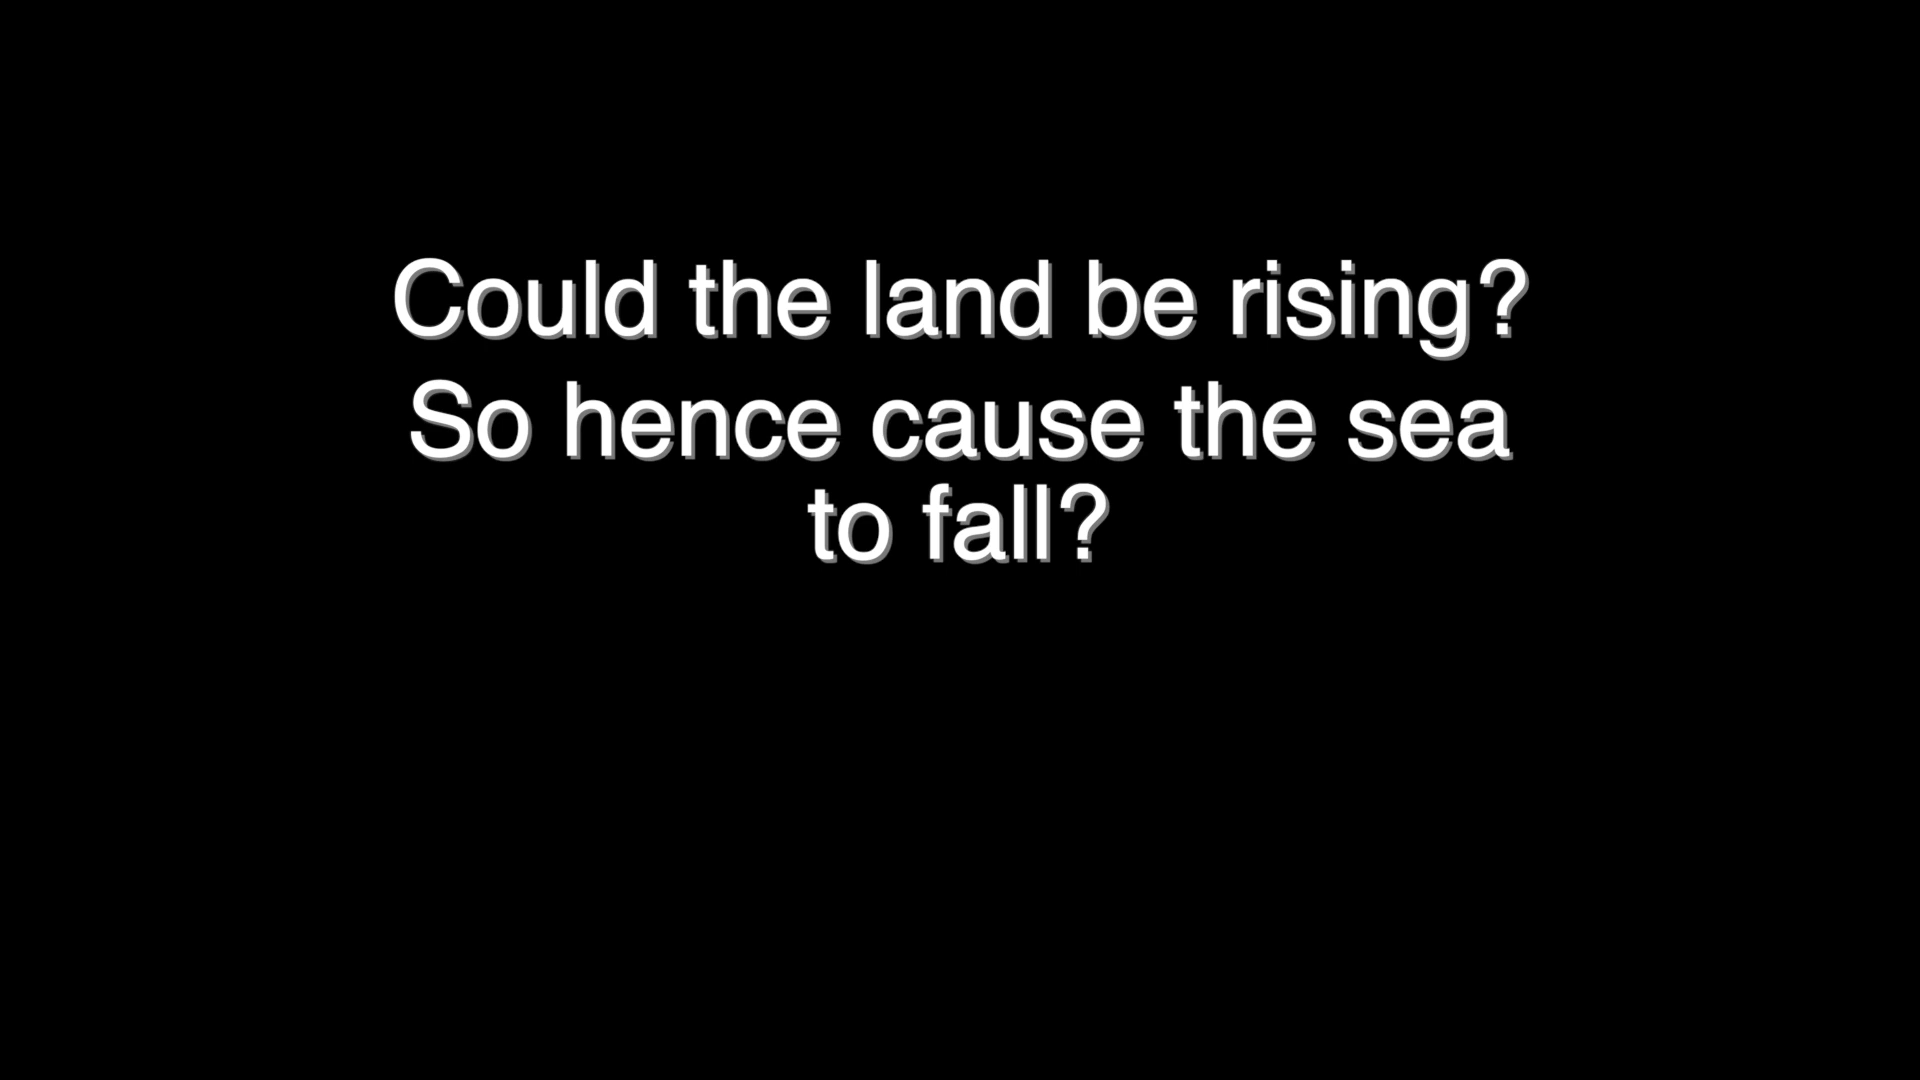 Could the land be rising?
So hence cause the sea
to fall?